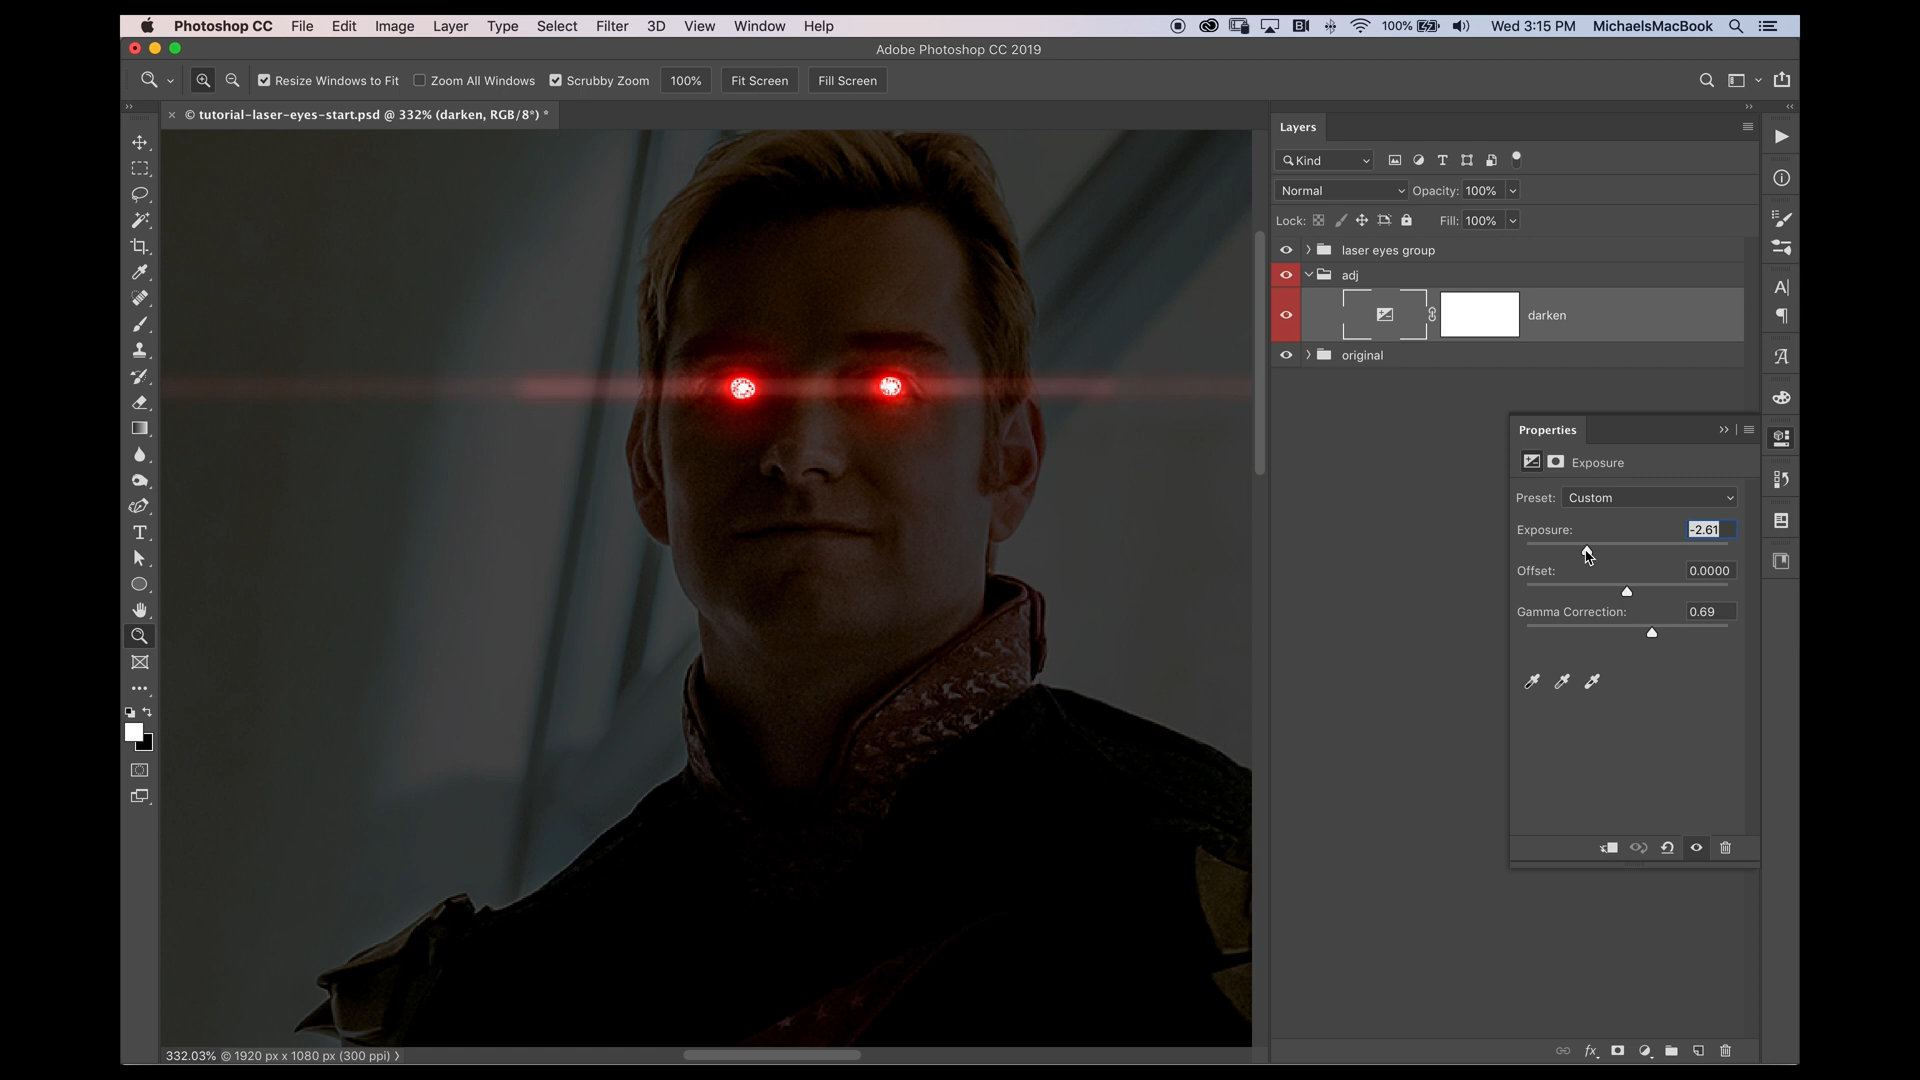 Photoshop CC File Edit Image Layer Type Select Filter 3D View Window Help 100% Wed 3:15 PM MichaelsMacBook
Adobe Photoshop CC 2019
Resize Windows to Fit Zoom All Windows Scrubby Zoom 100% Fit Screen Fill Screen
× © tutorial-laser-eyes-start.psd @ 332% (darken, RGB/8*) *
Layers
Kind
Normal Opacity: 100%
Lock: Fill: 100%
laser eyes group
adj
darken
original
Properties
Exposure
Preset: Custom
Exposure: -2.61
Offset: 0.0000
Gamma Correction: 0.69
332.03% © 1920 px x 1080 px (300 ppi) >
fx